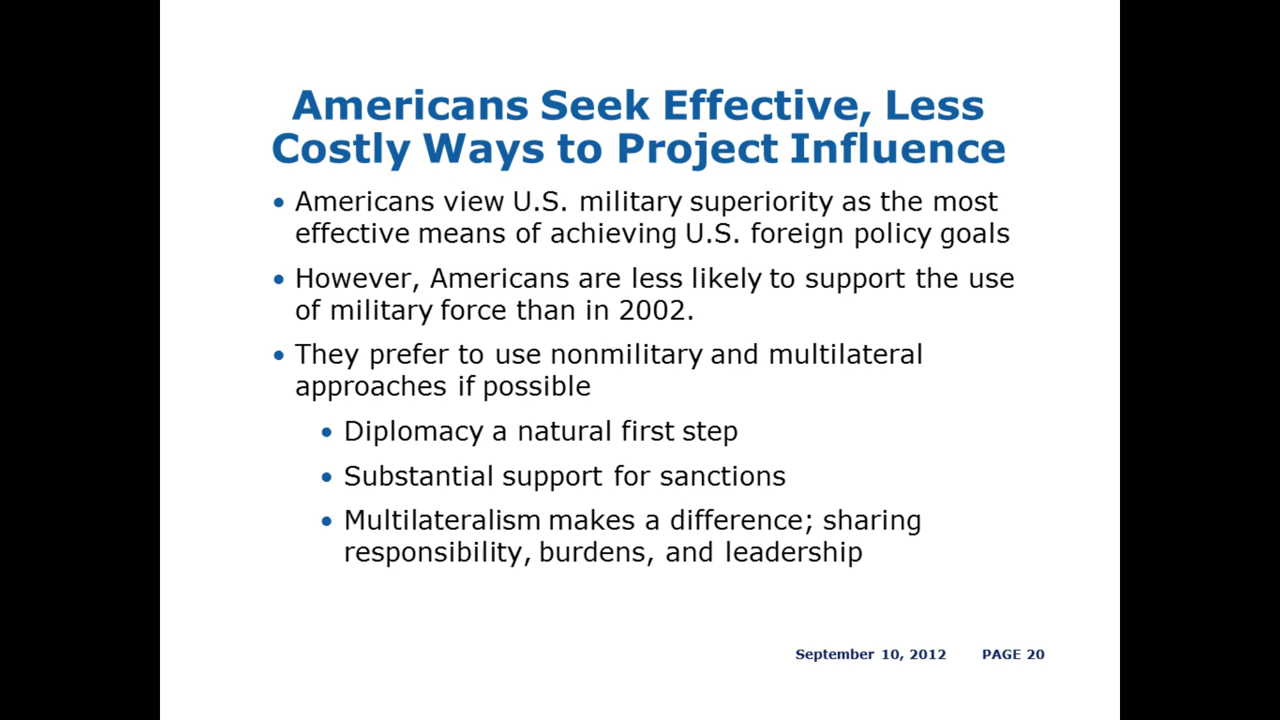 Americans Seek Effective, Less
Costly Ways to Project Influence
• Americans view U.S. military superiority as the most
effective means of achieving U.S. foreign policy goals
• However, Americans are less likely to support the use
of military force than in 2002.
• They prefer to use nonmilitary and multilateral
approaches if possible
• Diplomacy a natural first step
• Substantial support for sanctions
• Multilateralism makes a difference; sharing
responsibility, burdens, and leadership
September 10, 2012 PAGE 20